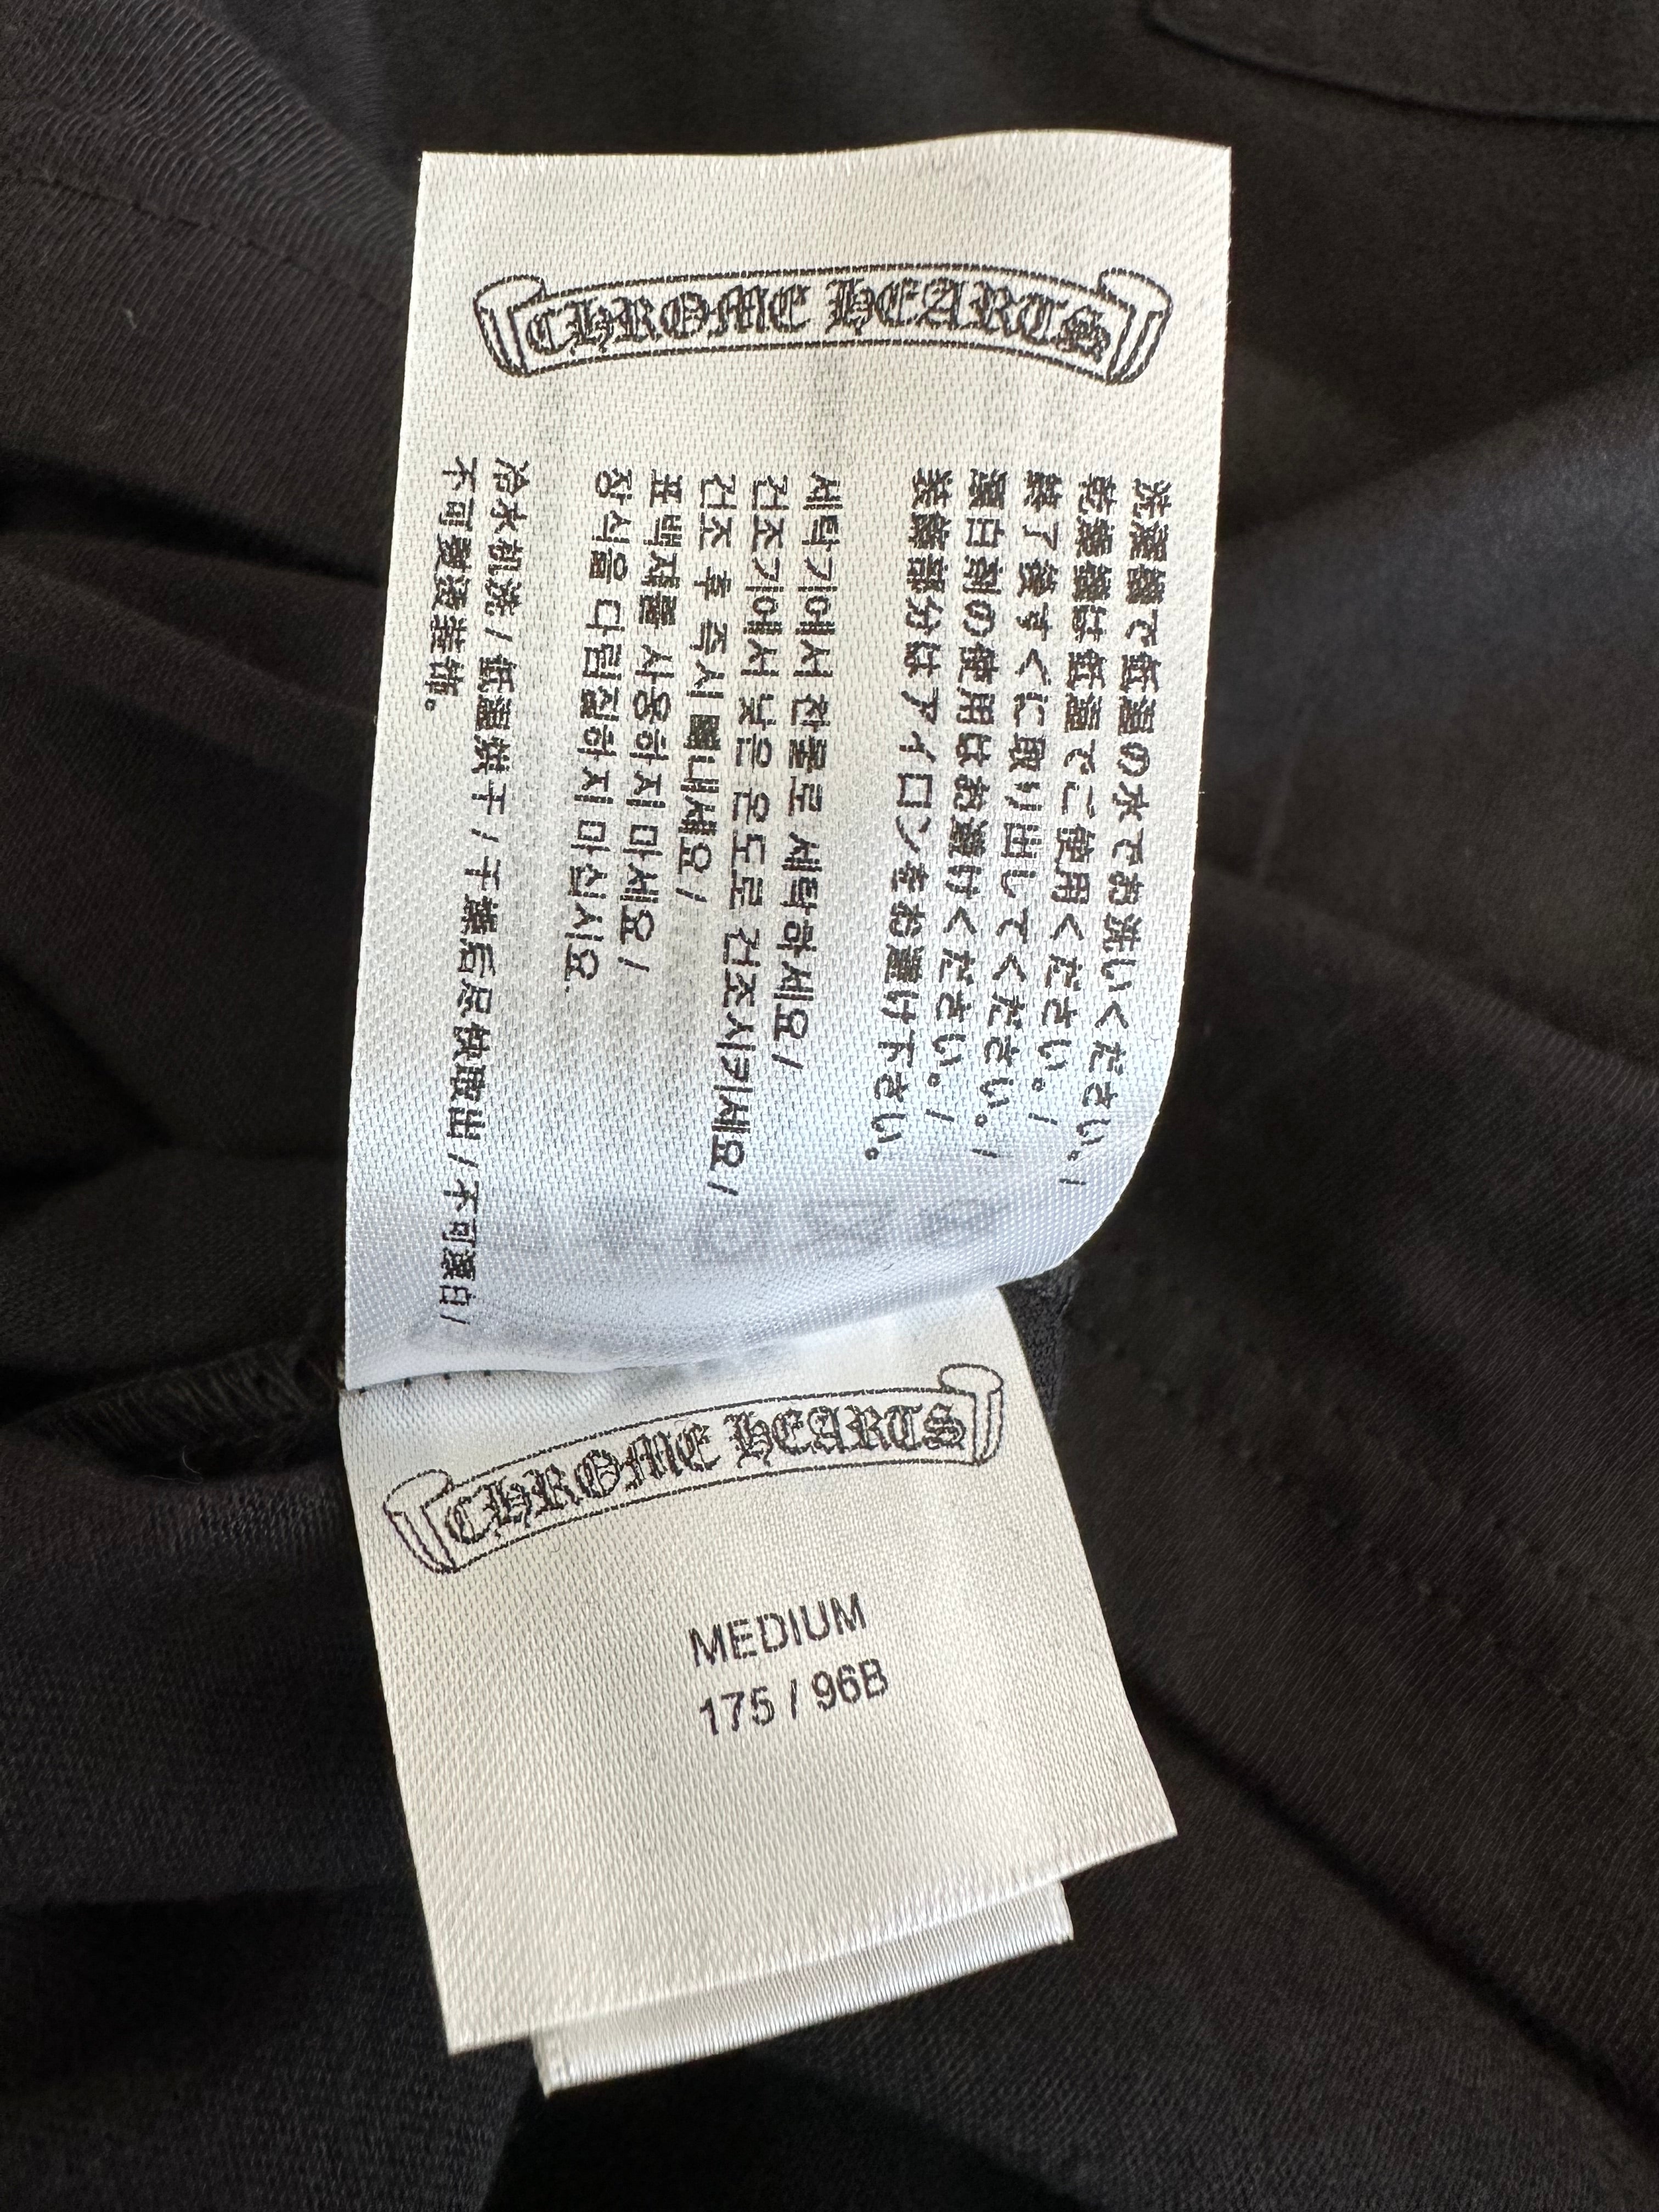 CHROME HEARTS
洗濯機で低温の水でお洗いください。/
乾燥機は低温でご使用ください。/
終了後すぐに取り出してください。/
漂白剤の使用はお避けください。/
装飾部分はアイロンをお避け下さい。
세탁기에서 찬물로 세탁하세요 /
건조기에서 낮은 온도로 건조시키세요 /
건조 후 즉시 꺼내세요 /
표백제를 사용하지 마세요 /
장식을 다림질하지 마십시요.
冷水机洗 / 低温烘干 / 干燥后尽快取出 / 不可漂白 /
不可熨烫装饰。
CHROME HEARTS
MEDIUM
175 / 96B